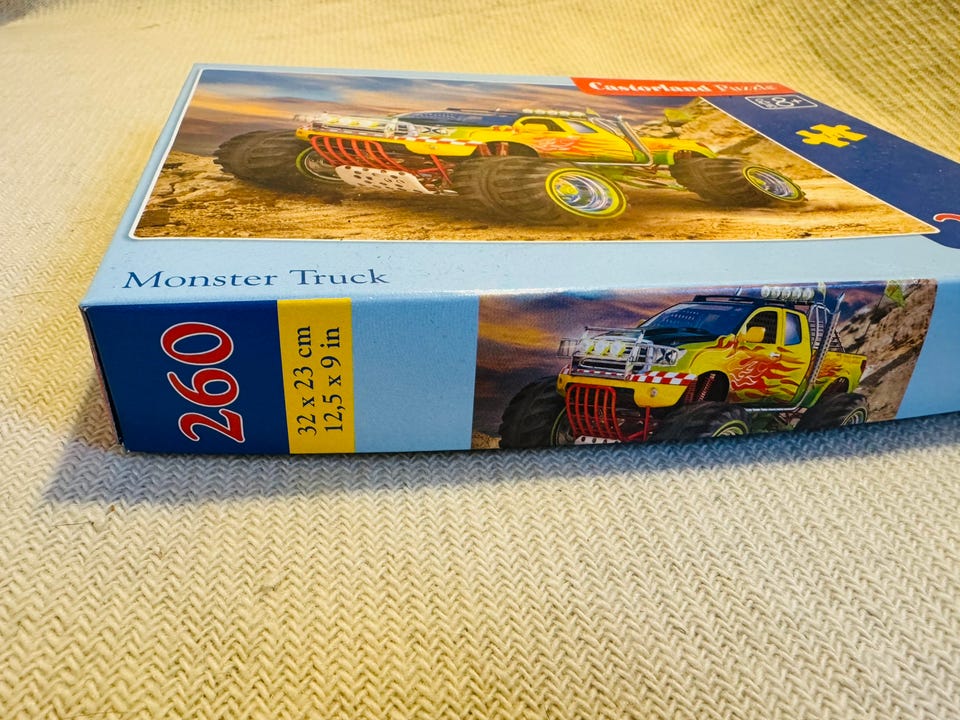 Castorland Puzzle
8+
Monster Truck
260
32 x 23 cm
12,5 x 9 in